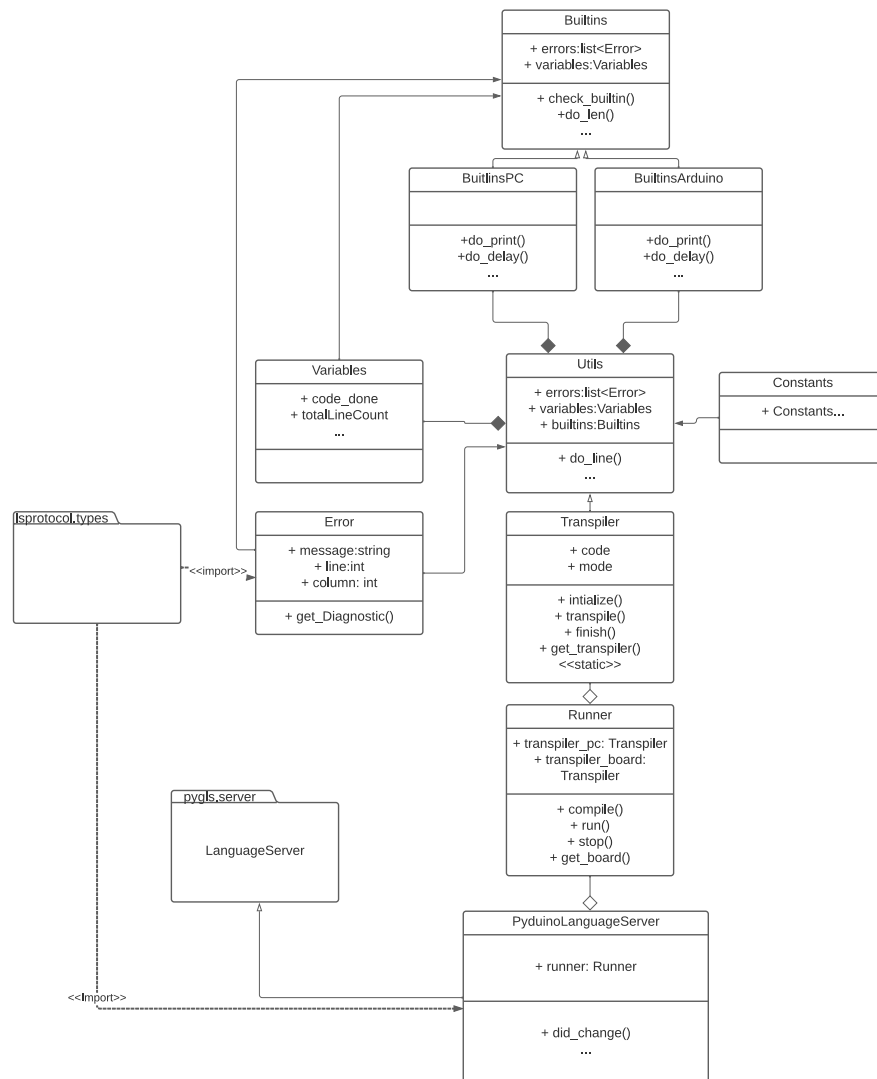 Builtins
+ errors:list<Error>
+ variables:Variables
+ check_builtin()
+do_len()
...
BuitlinsPC
+do_print()
+do_delay()
...
BuiltinsArduino
+do_print()
+do_delay()
...
Variables
+ code_done
+ totalLineCount
...
Utils
+ errors:list<Error>
+ variables:Variables
+ builtins:Builtins
+ do_line()
...
Constants
+ Constants...
lsprotocol.types
<<import>>
Error
+ message:string
+ line:int
+ column: int
+ get_Diagnostic()
Transpiler
+ code
+ mode
+ intialize()
+ transpile()
+ finish()
+ get_transpiler()
<<static>>
Runner
+ transpiler_pc: Transpiler
+ transpiler_board:
Transpiler
+ compile()
+ run()
+ stop()
+ get_board()
pygls.server
LanguageServer
PyduinoLanguageServer
+ runner: Runner
+ did_change()
...
<<Import>>